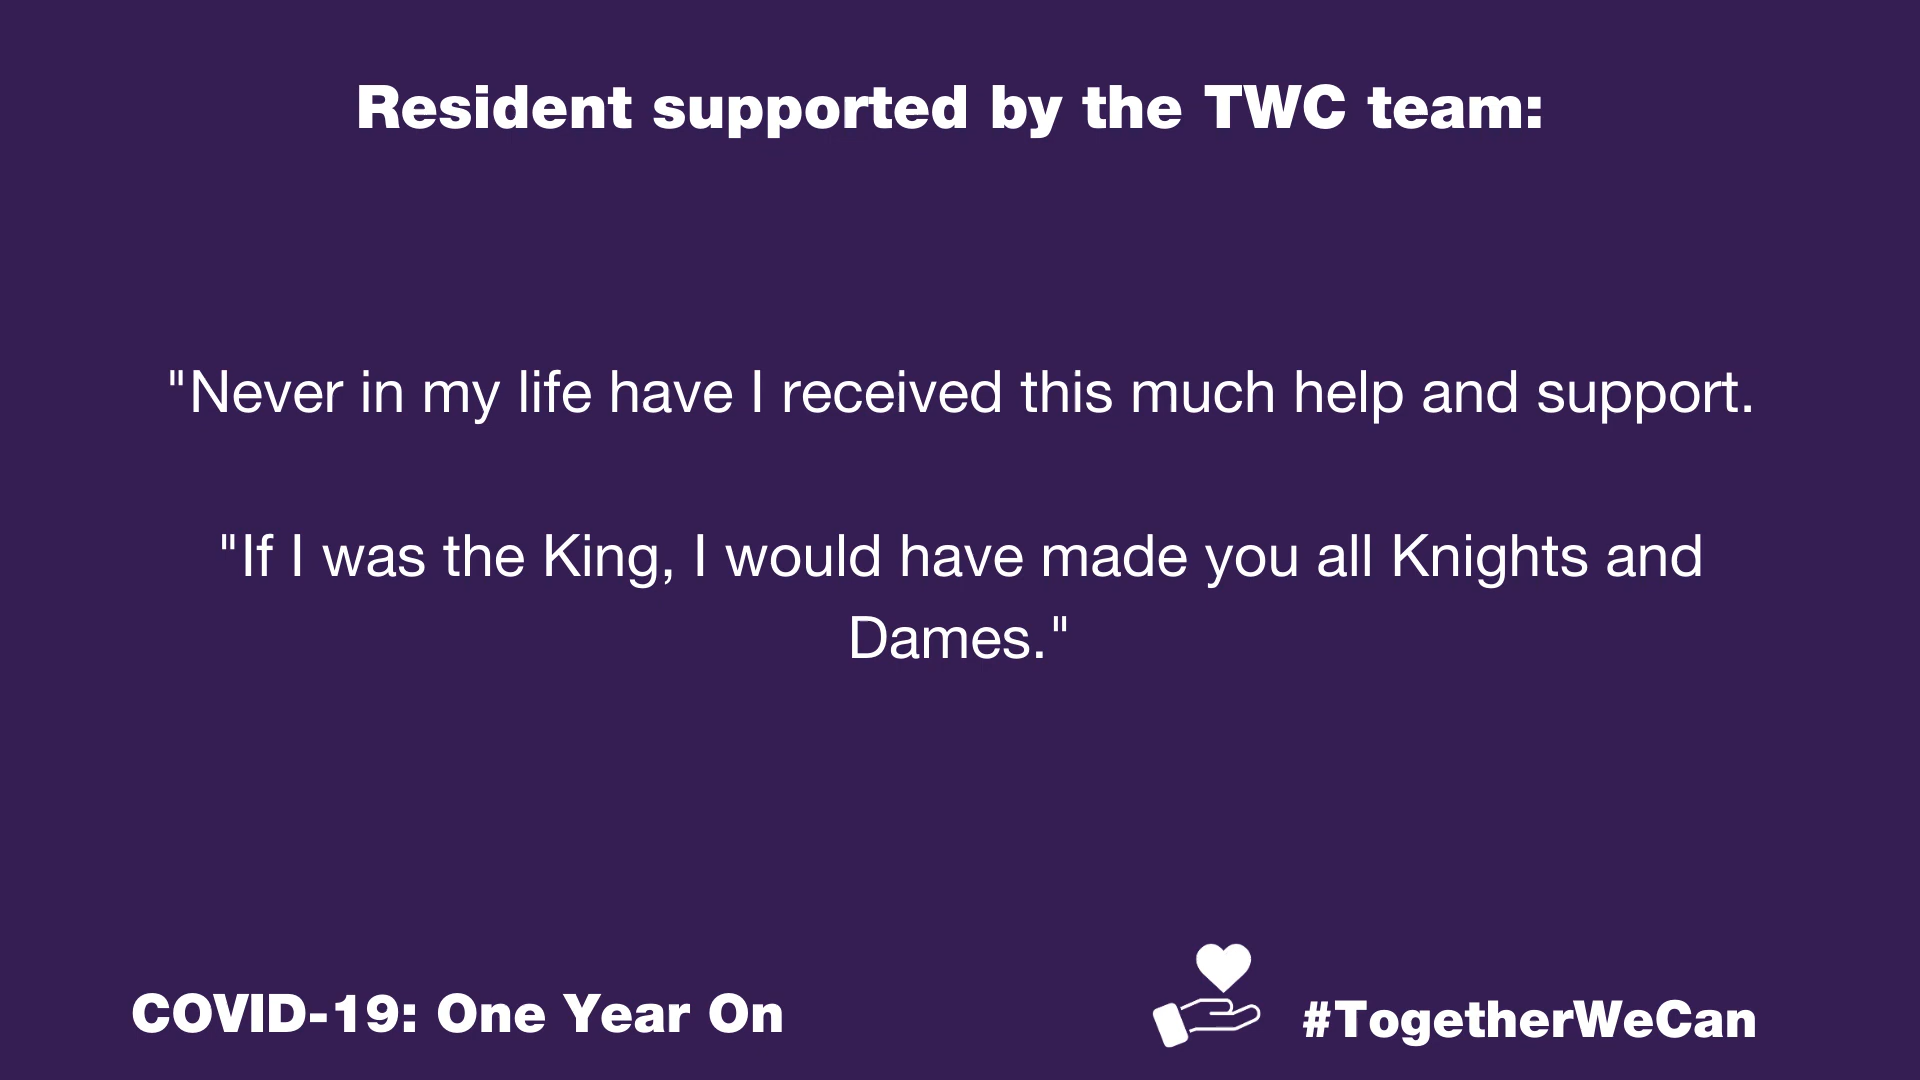 Resident supported by the TWC team:
"Never in my life have I received this much help and support.
"If I was the King, I would have made you all Knights and
Dames."
COVID-19: One Year On
#TogetherWeCan